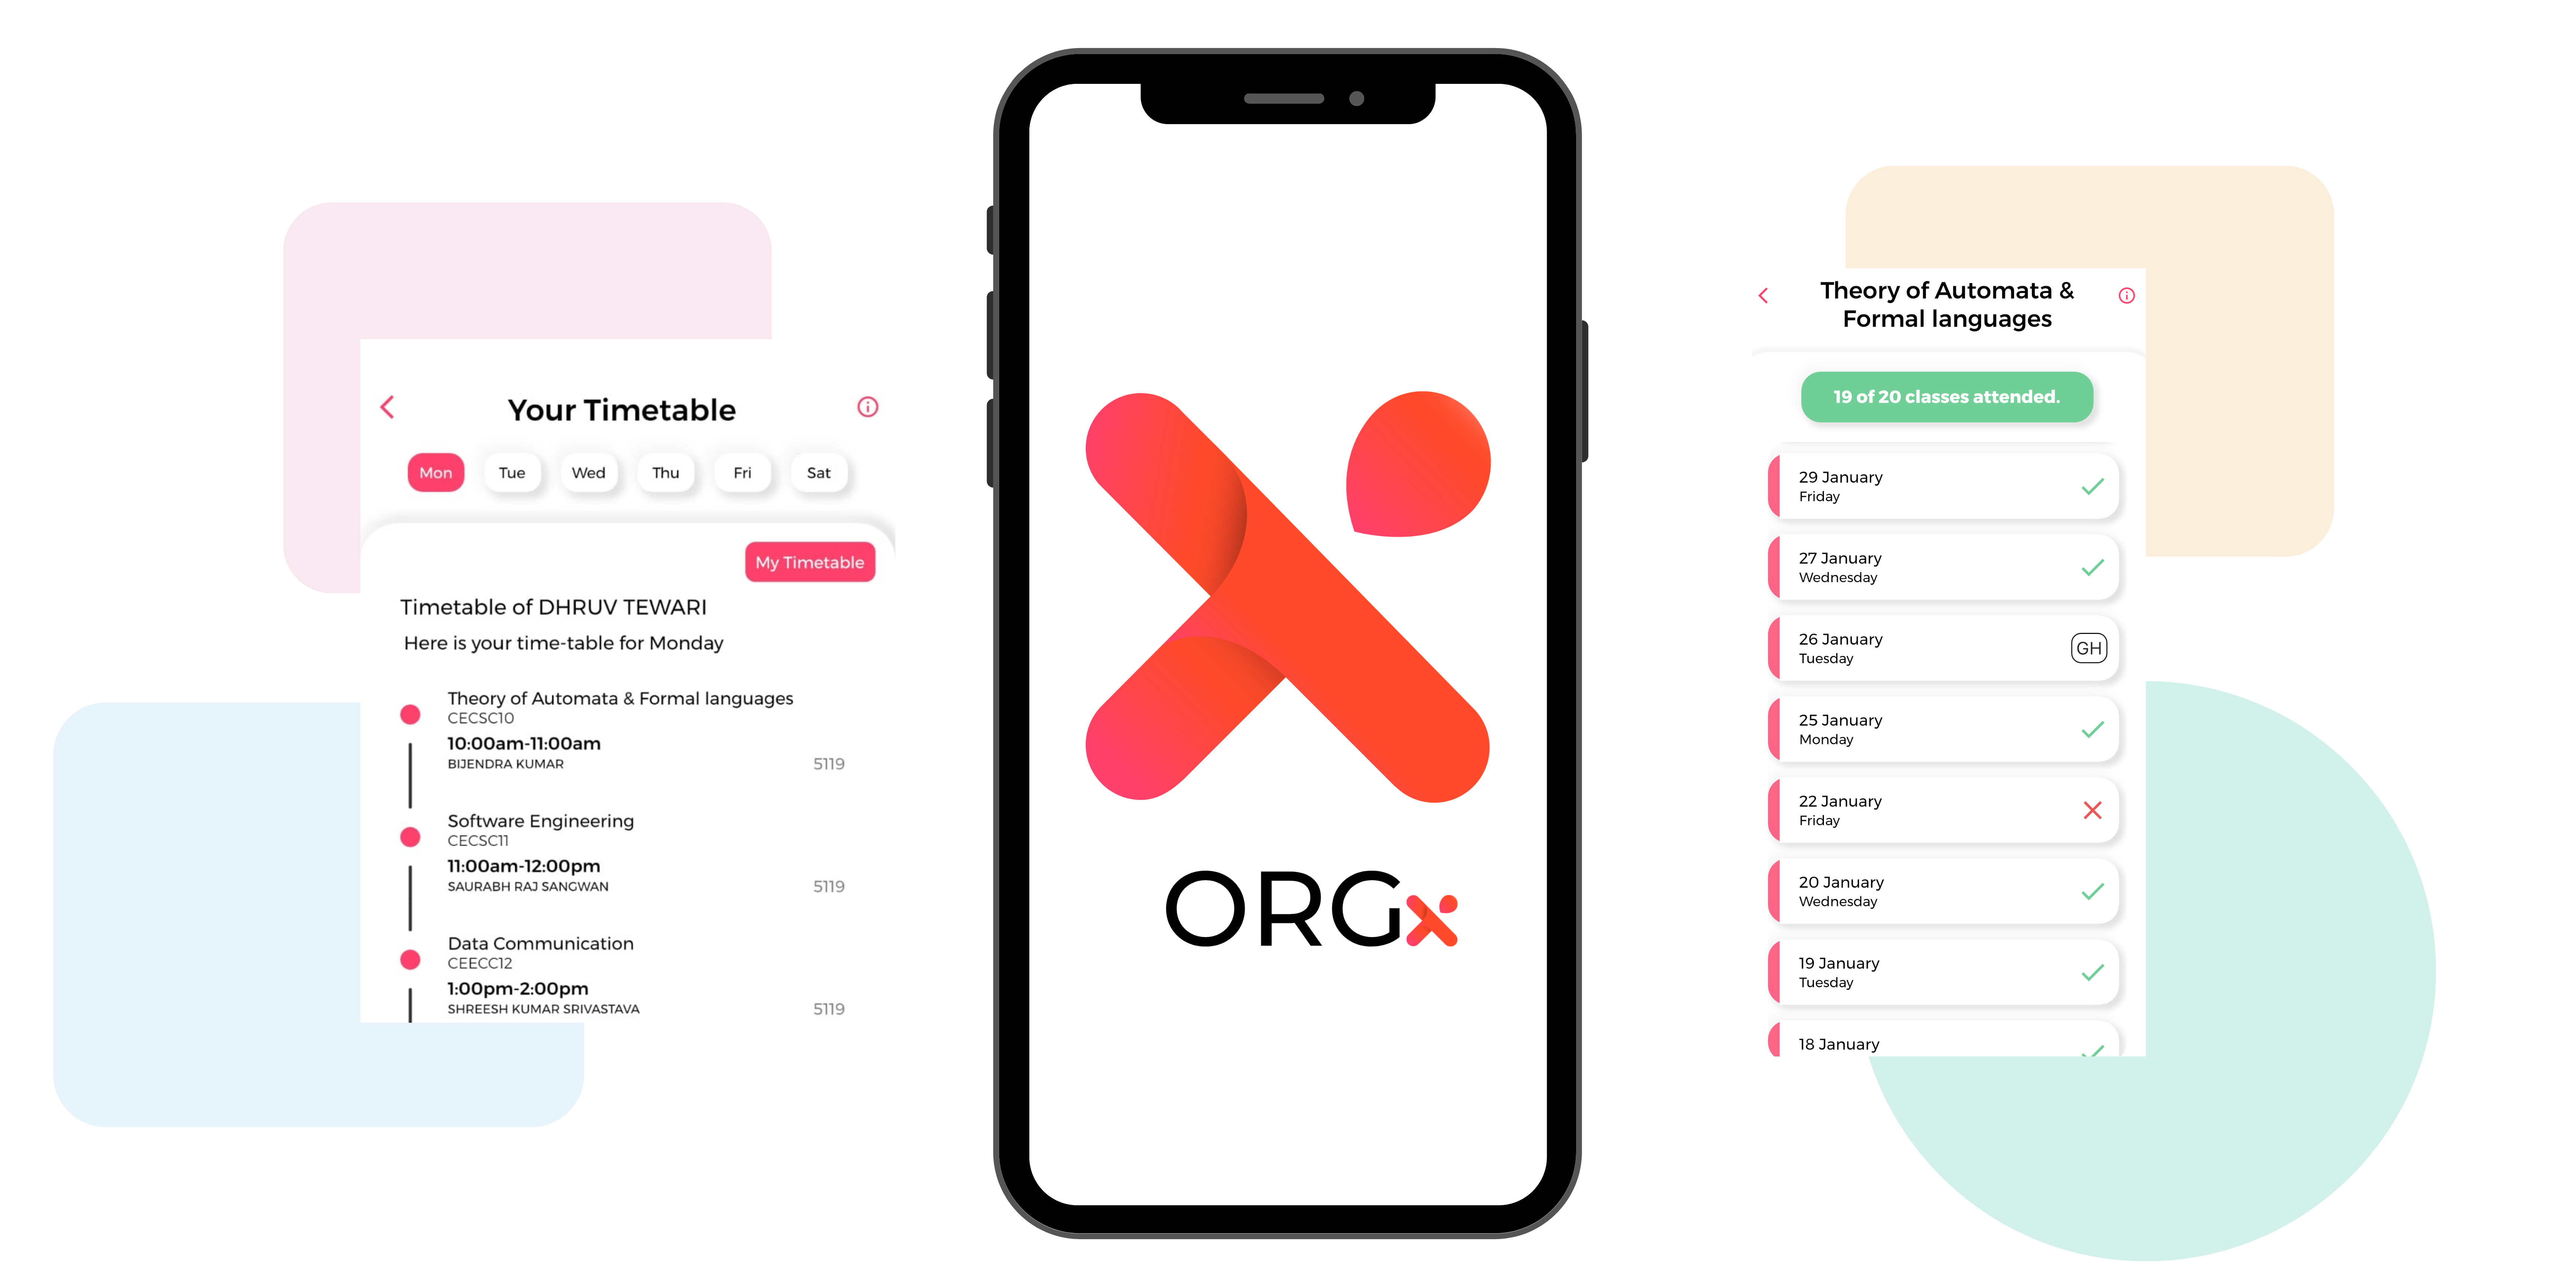 Your Timetable
Mon Tue Wed Thu Fri Sat
My Timetable
Timetable of DHRUV TEWARI
Here is your time-table for Monday
Theory of Automata & Formal languages
CECSC10
10:00am-11:00am
BIJENDRA KUMAR 5119
Software Engineering
CECSC11
11:00am-12:00pm
SAURABH RAJ SANGWAN 5119
Data Communication
CEECC12
1:00pm-2:00pm
SHREESH KUMAR SRIVASTAVA 5119
ORGx
Theory of Automata &
Formal languages
19 of 20 classes attended.
29 January
Friday
27 January
Wednesday
26 January
Tuesday
GH
25 January
Monday
22 January
Friday
20 January
Wednesday
19 January
Tuesday
18 January